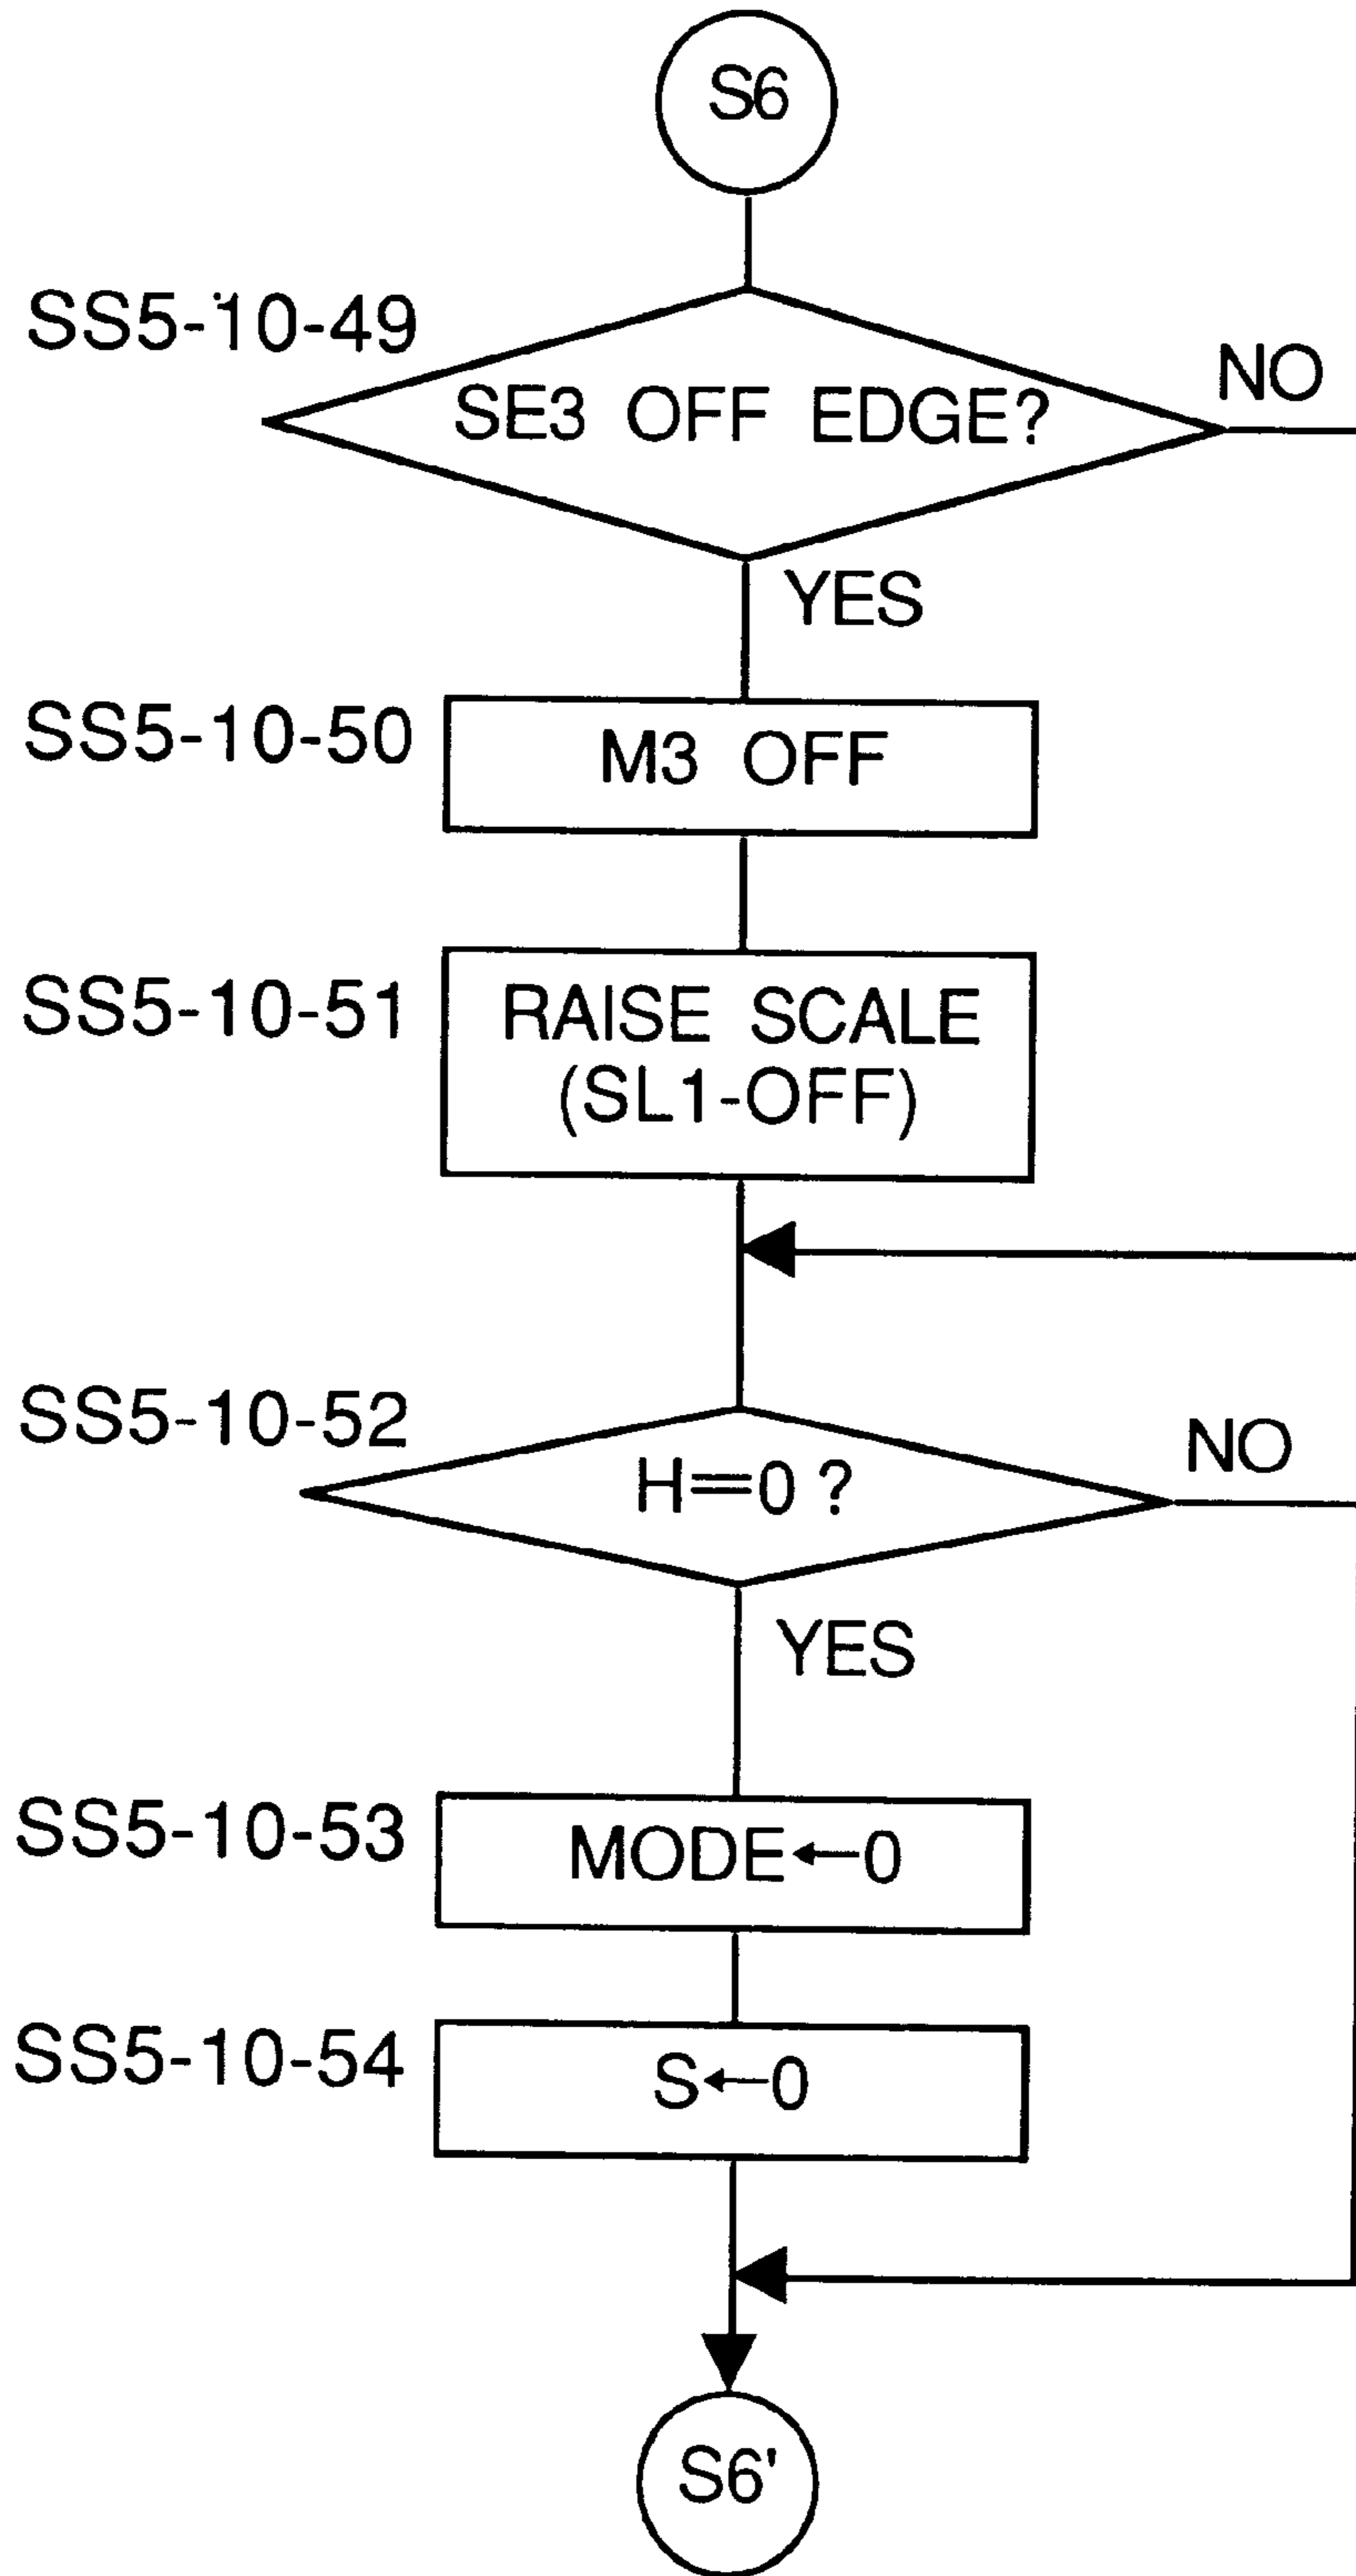 S6
SS5-10-49
SE3 OFF EDGE?
NO
YES
SS5-10-50
M3 OFF
SS5-10-51
RAISE SCALE
(SL1-OFF)
SS5-10-52
H=0 ?
NO
YES
SS5-10-53
MODE←0
SS5-10-54
S←0
S6'